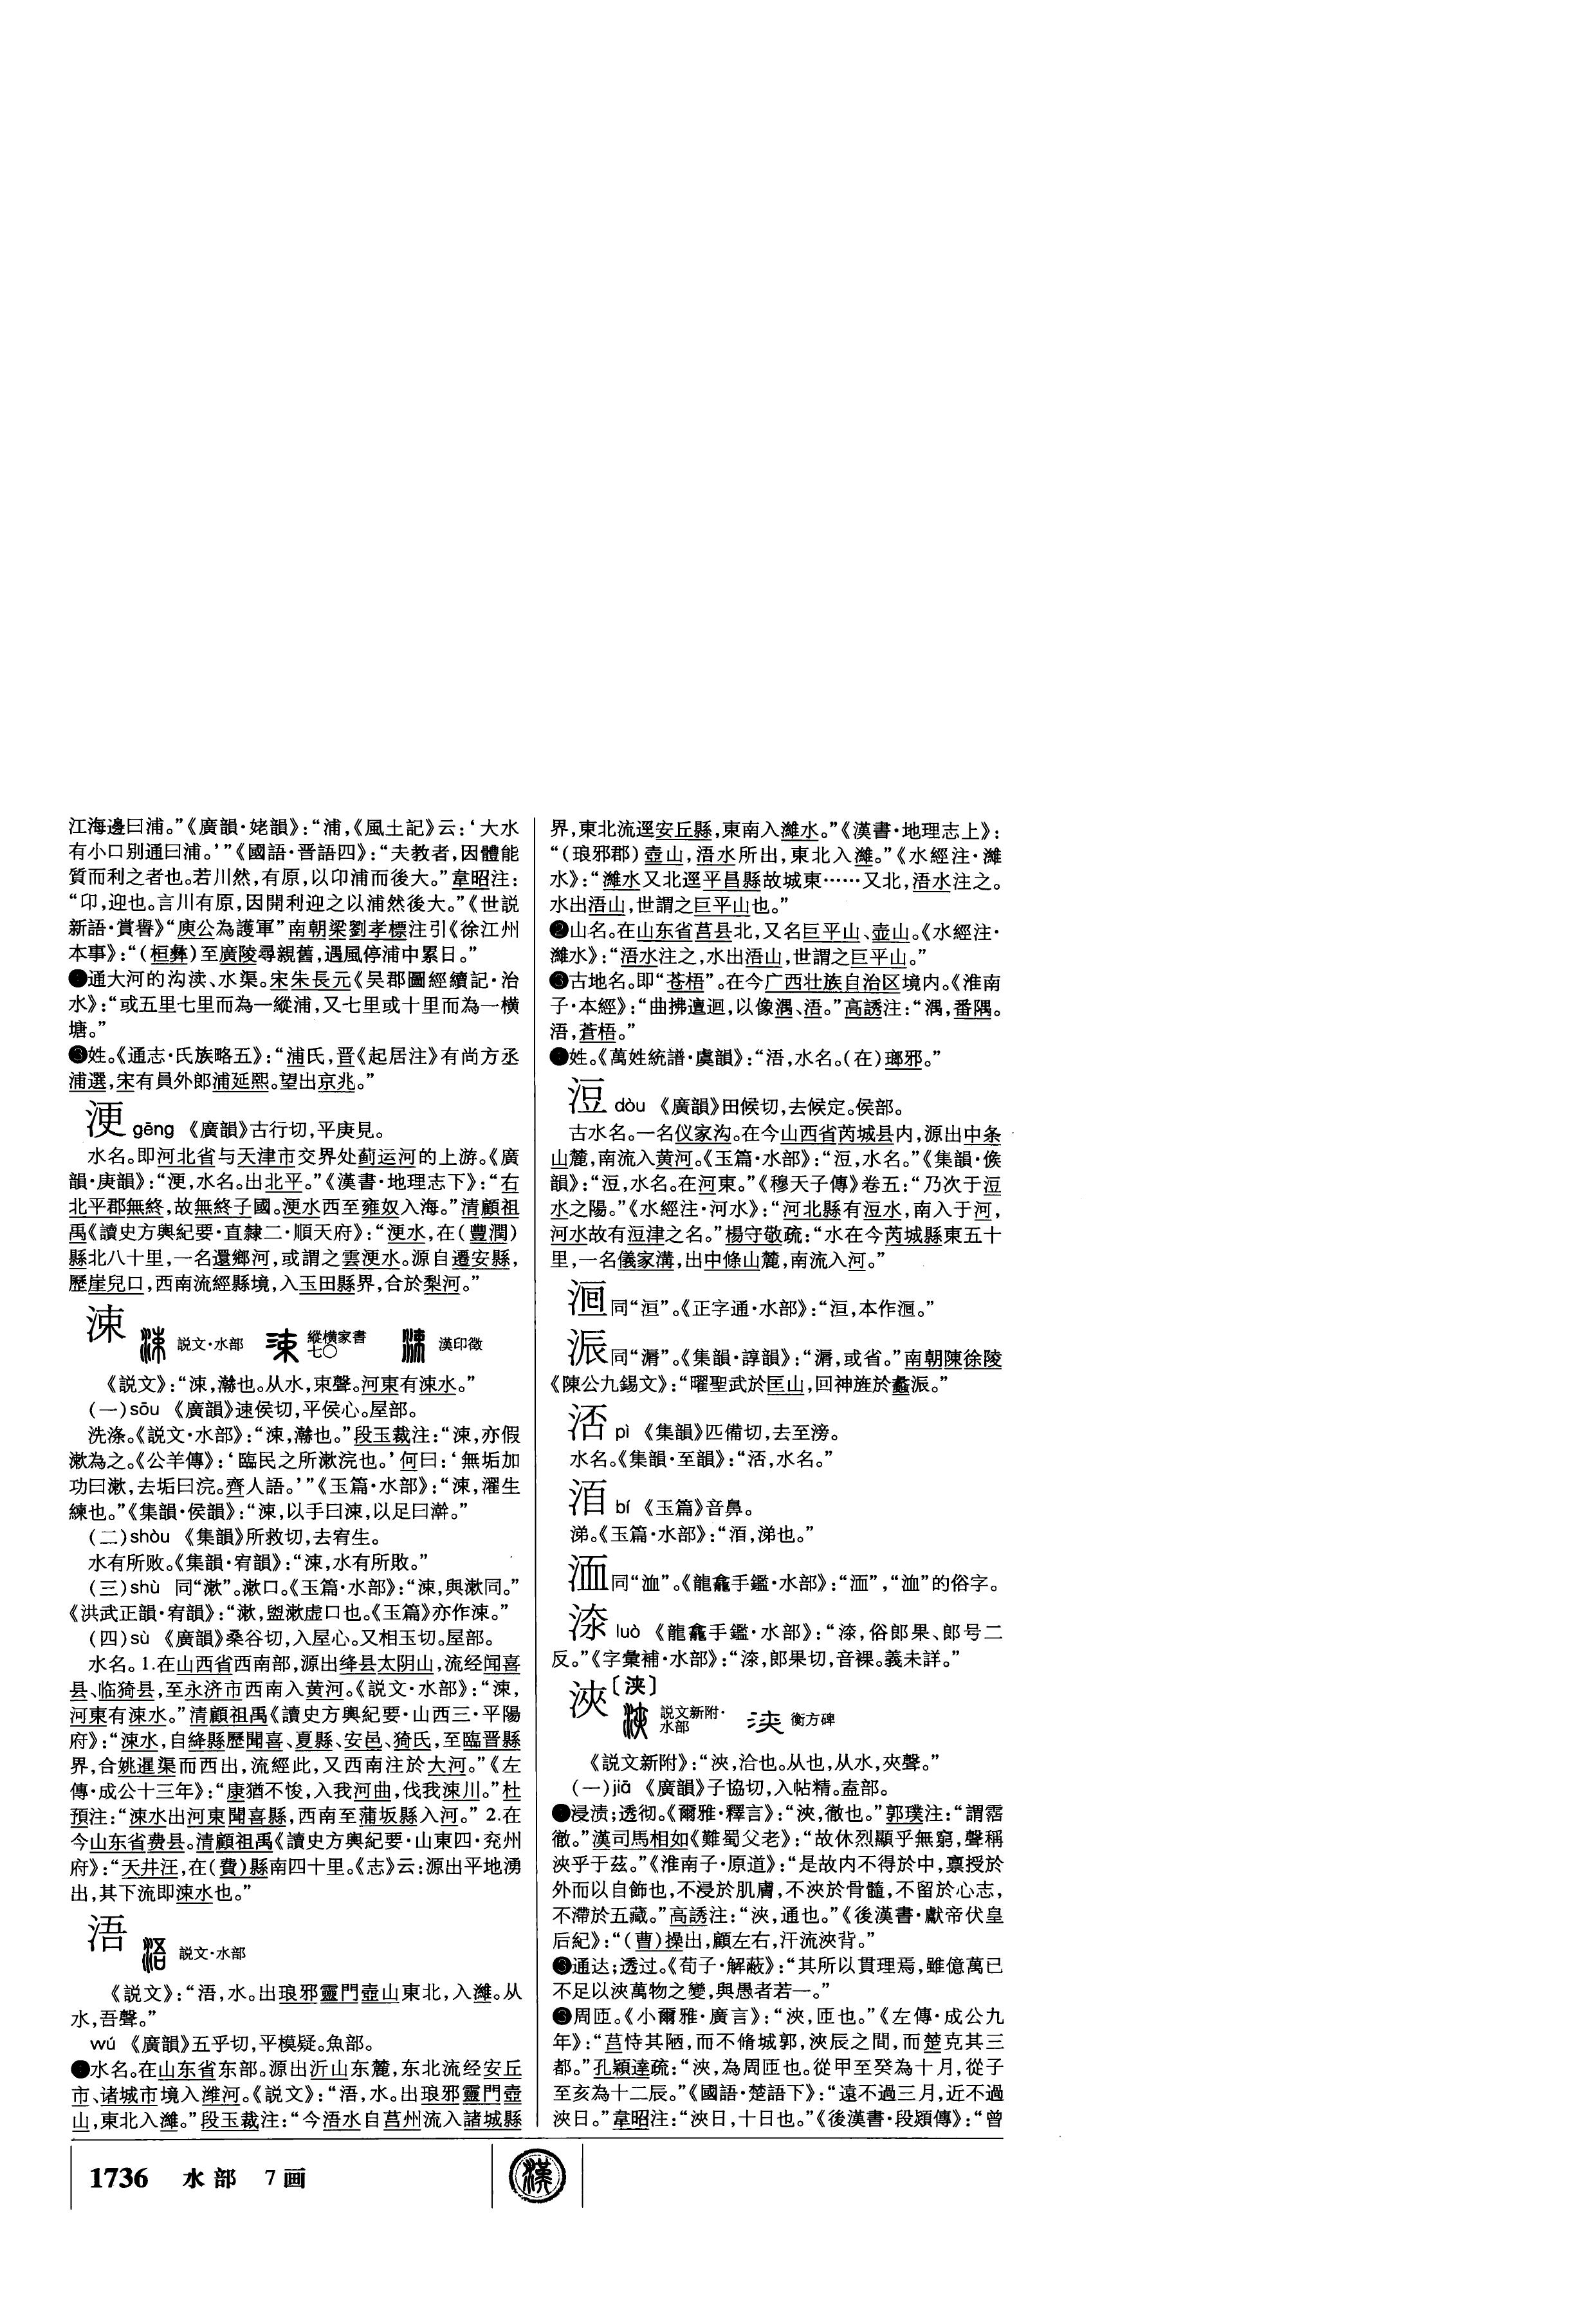 江海邊曰浦。”《廣韻·姥韻》：“浦，《風土記》云：‘大水
有小口别通曰浦。’”《國語·晋語四》：“夫教者，因體能
質而利之者也。若川然，有原，以卬浦而後大。”韋昭注：
“卬，迎也。言川有原，因開利迎之以浦然後大。”《世説
新語·賞譽》“庾公為護軍”南朝梁劉孝標注引《徐江州
本事》：“（桓彝）至廣陵尋親舊，遇風停浦中累日。”
通大河的沟渎、水渠。宋朱長元《吴郡圖經續記·治
水》：“或五里七里而為一縱浦，又七里或十里而為一横
塘。”
❸姓。《通志·氏族略五》：“浦氏，晋《起居注》有尚方丞
浦選，宋有員外郎浦延熙。望出京兆。”
浭 gēng 《廣韻》古行切，平庚見。
水名。即河北省与天津市交界处蓟运河的上游。《廣
韻·庚韻》：“浭，水名。出北平。”《漢書·地理志下》：“右
北平郡無終，故無終子國。浭水西至雍奴入海。”清顧祖
禹《讀史方輿紀要·直隸二·順天府》：“浭水，在（豐潤）
縣北八十里，一名還鄉河，或謂之雲浭水。源自遷安縣，
歷崖兒口，西南流經縣境，入玉田縣界，合於梨河。”
涑 説文·水部 縱横家書七〇 漢印徵
《説文》：“涑，𤅢也。从水，束聲。河東有涑水。”
（一）sōu 《廣韻》速侯切，平侯心。屋部。
洗涤。《説文·水部》：“涑，𤅢也。”段玉裁注：“涑，亦假
漱為之。《公羊傳》：‘臨民之所漱浣也。’何曰：‘無垢加
功曰漱，去垢曰浣。齊人語。’”《玉篇·水部》：“涑，濯生
練也。”《集韻·侯韻》：“涑，以手曰涑，以足曰澣。”
（二）shòu 《集韻》所救切，去宥生。
水有所败。《集韻·宥韻》：“涑，水有所敗。”
（三）shù 同“漱”。漱口。《玉篇·水部》：“涑，與漱同。”
《洪武正韻·宥韻》：“漱，盥漱虚口也。《玉篇》亦作涑。”
（四）sù 《廣韻》桑谷切，入屋心。又相玉切。屋部。
水名。1.在山西省西南部，源出绛县太阴山，流经闻喜
县、临猗县，至永济市西南入黄河。《説文·水部》：“涑，
河東有涑水。”清顧祖禹《讀史方輿紀要·山西三·平陽
府》：“涑水，自絳縣歷聞喜、夏縣、安邑、猗氏，至臨晋縣
界，合姚暹渠而西出，流經此，又西南注於大河。”《左
傳·成公十三年》：“康猶不悛，入我河曲，伐我涑川。”杜
預注：“涑水出河東聞喜縣，西南至蒲坂縣入河。” 2.在
今山东省费县。清顧祖禹《讀史方輿紀要·山東四·兖州
府》：“天井汪，在（費）縣南四十里。《志》云：源出平地湧
出，其下流即涑水也。”
浯 説文·水部
《説文》：“浯，水。出琅邪靈門壺山東北，入濰。从
水，吾聲。”
wú 《廣韻》五乎切，平模疑。魚部。
水名。在山东省东部。源出沂山东麓，东北流经安丘
市、诸城市境入潍河。《説文》：“浯，水。出琅邪靈門壺
山，東北入濰。”段玉裁注：“今浯水自莒州流入諸城縣
界，東北流逕安丘縣，東南入濰水。”《漢書·地理志上》：
“（琅邪郡）壺山，浯水所出，東北入濰。”《水經注·濰
水》：“濰水又北逕平昌縣故城東……又北，浯水注之。
水出浯山，世謂之巨平山也。”
❷山名。在山东省莒县北，又名巨平山、壶山。《水經注·
濰水》：“浯水注之，水出浯山，世謂之巨平山。”
❸古地名。即“苍梧”。在今广西壮族自治区境内。《淮南
子·本經》：“曲拂邅迴，以像湡、浯。”高誘注：“湡，番隅。
浯，蒼梧。”
姓。《萬姓統譜·虞韻》：“浯，水名。（在）瑯邪。”
浢 dòu 《廣韻》田候切，去候定。侯部。
古水名。一名仪家沟。在今山西省芮城县内，源出中条
山麓，南流入黄河。《玉篇·水部》：“浢，水名。”《集韻·候
韻》：“浢，水名。在河東。”《穆天子傳》卷五：“乃次于浢
水之陽。”《水經注·河水》：“河北縣有浢水，南入于河，
河水故有浢津之名。”楊守敬疏：“水在今芮城縣東五十
里，一名儀家溝，出中條山麓，南流入河。”
同“洹”。《正字通·水部》：“洹，本作。”
浱同“漘”。《集韻·諄韻》：“漘，或省。”南朝陳徐陵
《陳公九錫文》：“曜聖武於匡山，回神旌於蠡浱。”
㳪 pì 《集韻》匹備切，去至滂。
水名。《集韻·至韻》：“㳪，水名。”
洦 bí 《玉篇》音鼻。
涕。《玉篇·水部》：“洦，涕也。”
洫同“洫”。《龍龕手鑑·水部》：“洫”，“洫”的俗字。
luò 《龍龕手鑑·水部》：“，俗郎果、郎号二
反。”《字彙補·水部》：“，郎果切，音裸。義未詳。”
浹〔浃〕 説文新附·水部 衡方碑
《説文新附》：“浹，洽也。从也，从水，夾聲。”
（一）jiā 《廣韻》子協切，入帖精。盍部。
浸渍；透彻。《爾雅·釋言》：“浹，徹也。”郭璞注：“謂霑
徹。”漢司馬相如《難蜀父老》：“故休烈顯乎無窮，聲稱
浹乎于茲。”《淮南子·原道》：“是故内不得於中，禀授於
外而以自飾也，不浸於肌膚，不浹於骨髓，不留於心志，
不滯於五藏。”高誘注：“浹，通也。”《後漢書·獻帝伏皇
后紀》：“（曹）操出，顧左右，汗流浹背。”
通达；透过。《荀子·解蔽》：“其所以貫理焉，雖億萬已
不足以浹萬物之變，與愚者若一。”
❸周匝。《小爾雅·廣言》：“浹，匝也。”《左傳·成公九
年》：“莒恃其陋，而不脩城郭，浹辰之間，而楚克其三
都。”孔穎達疏：“浹，為周匝也。從甲至癸為十月，從子
至亥為十二辰。”《國語·楚語下》：“遠不過三月，近不過
浹日。”韋昭注：“浹日，十日也。”《後漢書·段熲傳》：“曾
1736 水部 7画
漢